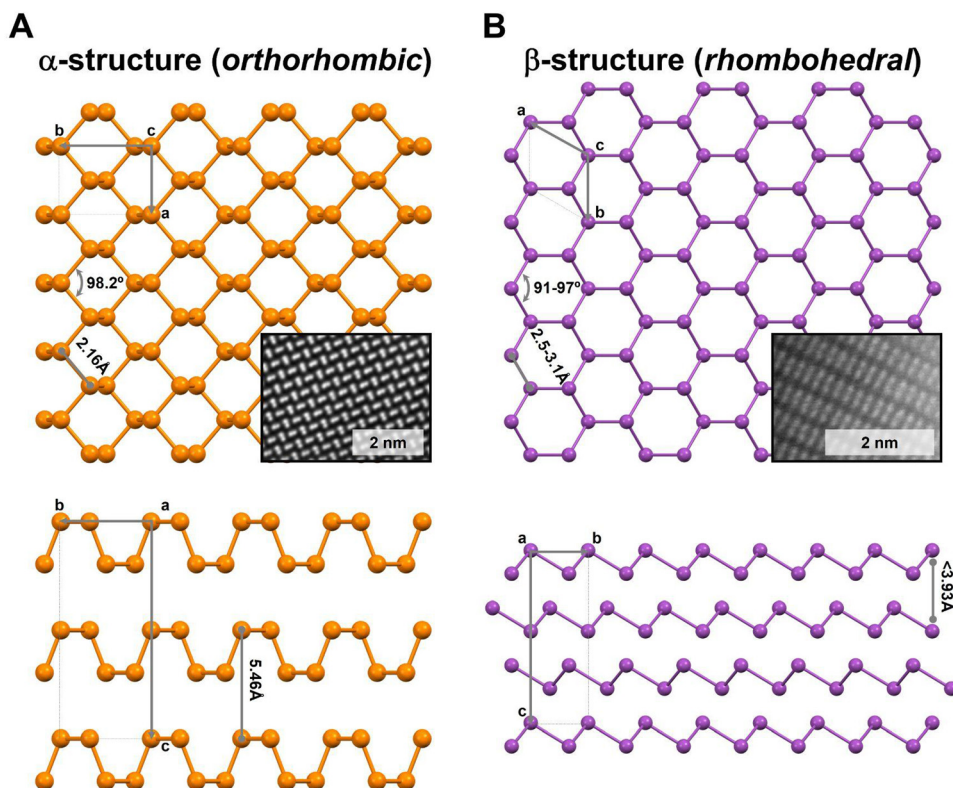 A
α-structure (orthorhombic)
b
c
a
98.2º
2.16Å
2 nm
b
a
5.46Å
c
B
β-structure (rhombohedral)
a
c
b
91-97º
2.5-3.1Å
2 nm
a
b
<3.93Å
c